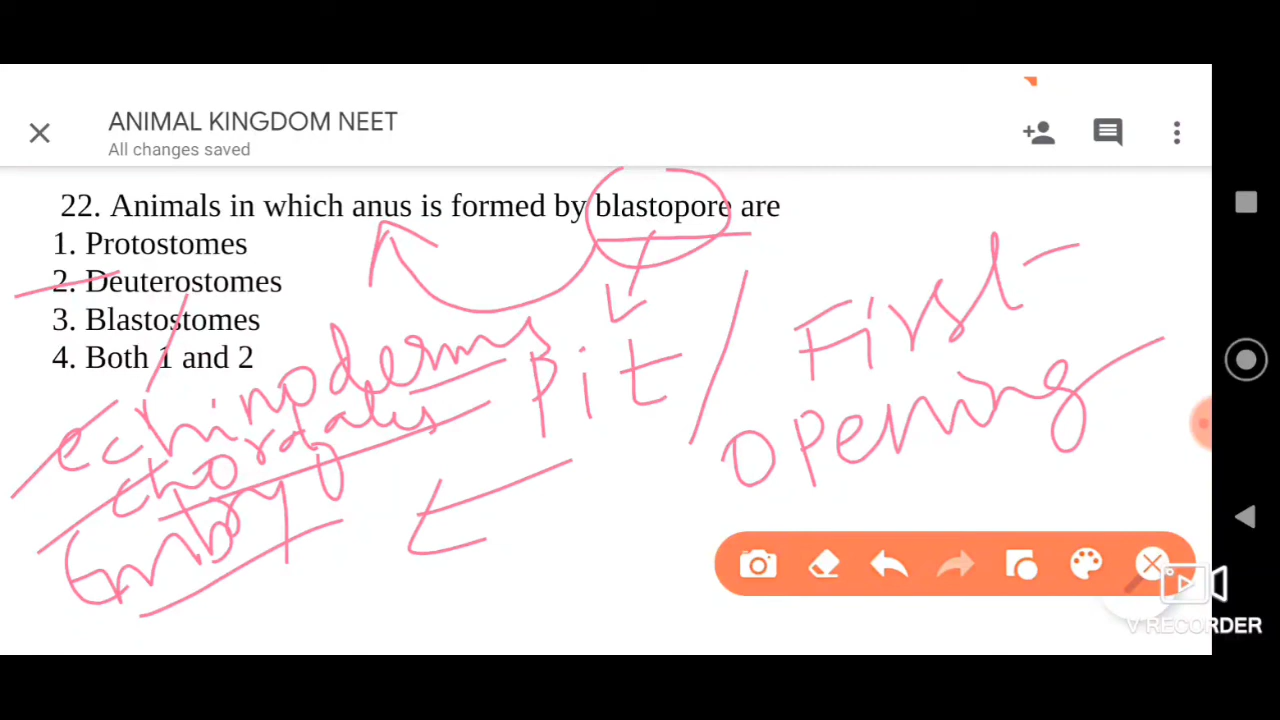 ANIMAL KINGDOM NEET
All changes saved
22. Animals in which anus is formed by blastopore are
1. Protostomes
2. Deuterostomes
3. Blastostomes
4. Both 1 and 2
First
echinoderms Pit /
chordates opening
Embryo
V RECORDER